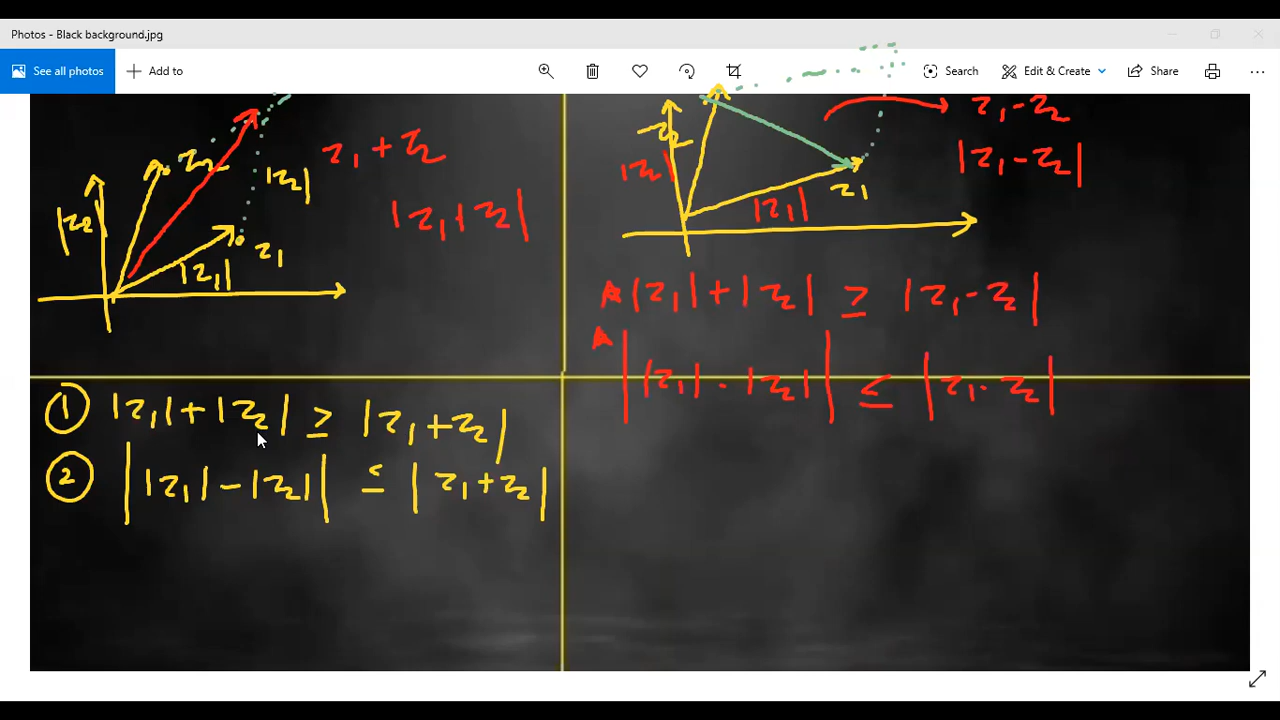 Photos - Black background.jpg
See all photos
Add to
Search
Edit & Create
Share
z₂
|z₂|
|z₂|
z₁
|z₁|
z₁ + z₂
|z₁ + z₂|
z₂
|z₂|
z₁
|z₁|
z₁ - z₂
|z₁ - z₂|
|z₁| + |z₂| ≥ |z₁ - z₂|
||z₁| - |z₂|| ≤ |z₁ - z₂|
① |z₁| + |z₂| ≥ |z₁ + z₂|
② ||z₁| - |z₂|| ≤ |z₁ + z₂|